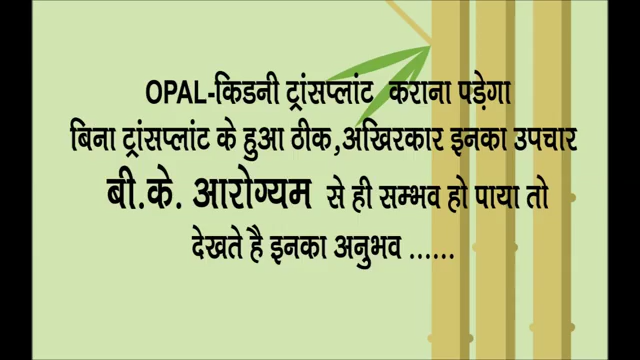 OPAL-किडनी ट्रांसप्लांट कराना पड़ेगा
बिना ट्रांसप्लांट के हुआ ठीक,अखिरकार इनका उपचार
बी.के. आरोग्यम से ही सम्भव हो पाया तो
देखते है इनका अनुभव ......